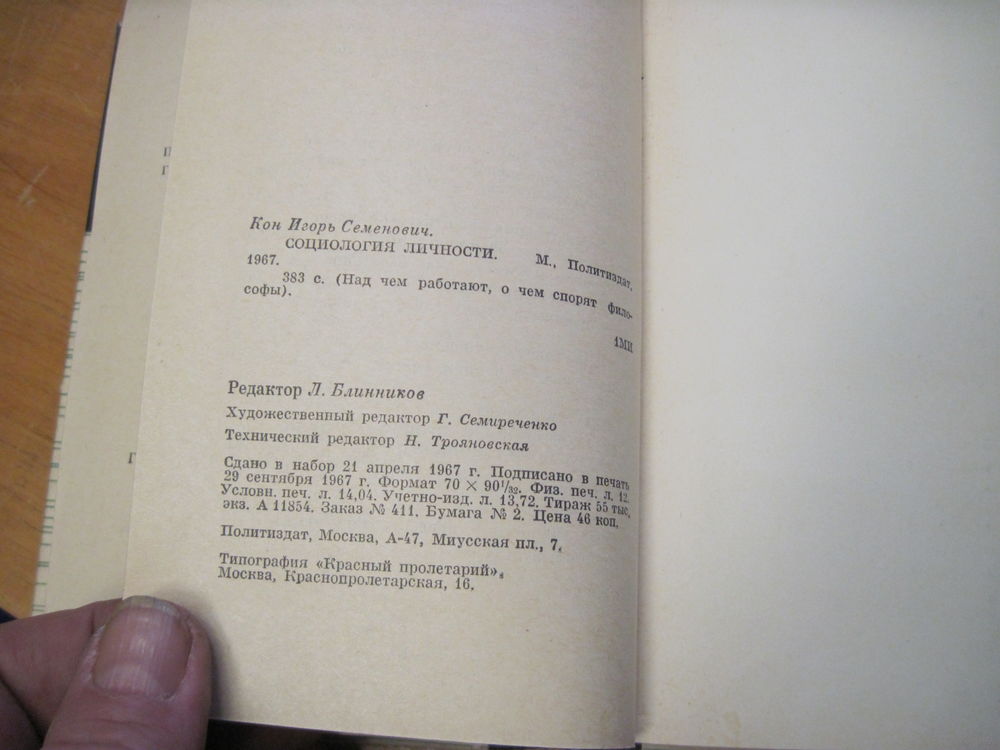 Кон Игорь Семенович.
СОЦИОЛОГИЯ ЛИЧНОСТИ. М., Политиздат,
1967.
383 с. (Над чем работают, о чем спорят фило-
софы).
1МИ
Редактор Л. Блинников
Художественный редактор Г. Семиреченко
Технический редактор Н. Трояновская
Сдано в набор 21 апреля 1967 г. Подписано в печать
29 сентября 1967 г. Формат 70 × 90 1/32. Физ. печ. л. 12.
Условн. печ. л. 14,04. Учетно-изд. л. 13,72. Тираж 55 тыс.
экз. А 11854. Заказ № 411. Бумага № 2. Цена 46 коп.
Политиздат, Москва, А-47, Миусская пл., 7.
Типография «Красный пролетарий».
Москва, Краснопролетарская, 16.